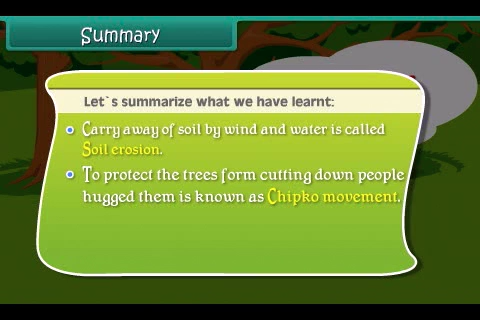 Summary
Let`s summarize what we have learnt:
Carry away of soil by wind and water is called
Soil erosion.
To protect the trees form cutting down people
hugged them is known as Chipko movement.